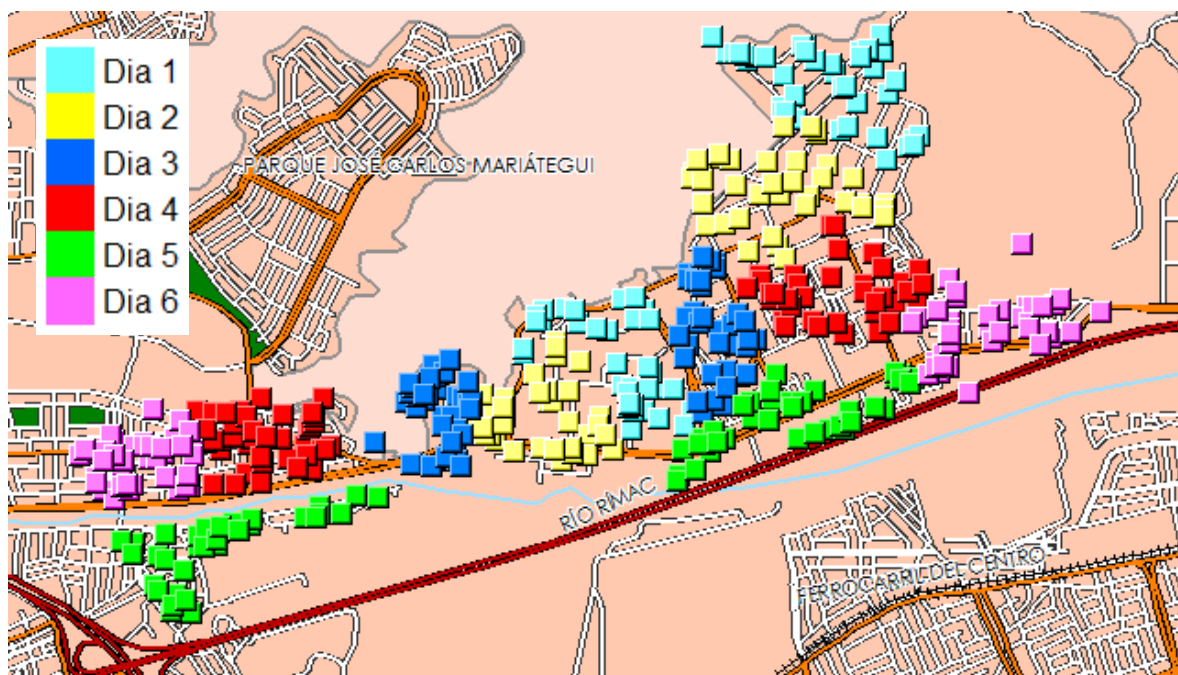 Dia 1
Dia 2
Dia 3
Dia 4
Dia 5
Dia 6
PARQUE JOSÉ CARLOS MARIÁTEGUI
RÍO RÍMAC
FERROCARRIL DEL CENTRO